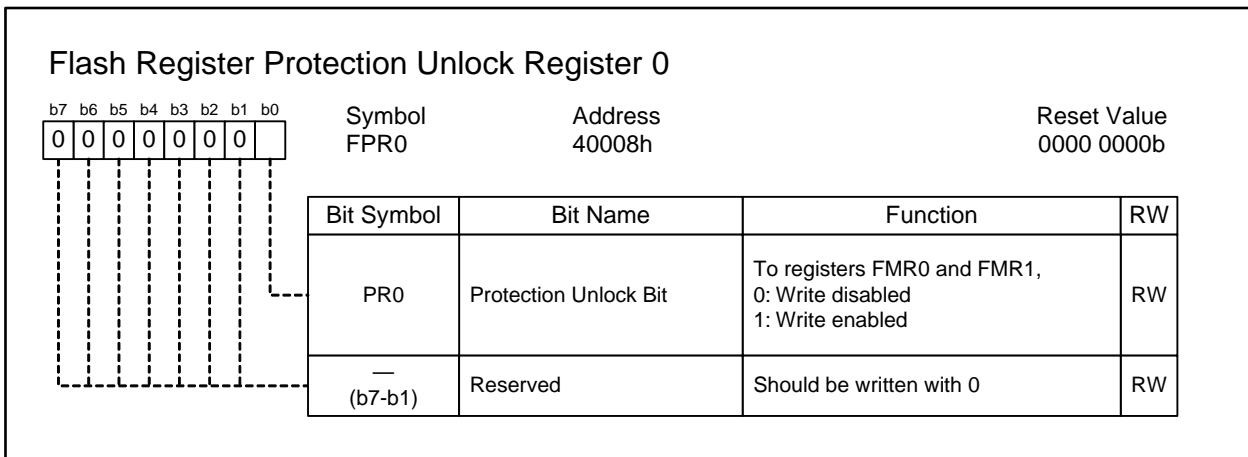 Flash Register Protection Unlock Register 0
b7 b6 b5 b4 b3 b2 b1 b0
0 0 0 0 0 0 0
Symbol Address Reset Value
FPR0 40008h 0000 0000b
Bit Symbol Bit Name Function RW
PR0 Protection Unlock Bit To registers FMR0 and FMR1,
0: Write disabled
1: Write enabled RW
—
(b7-b1) Reserved Should be written with 0 RW